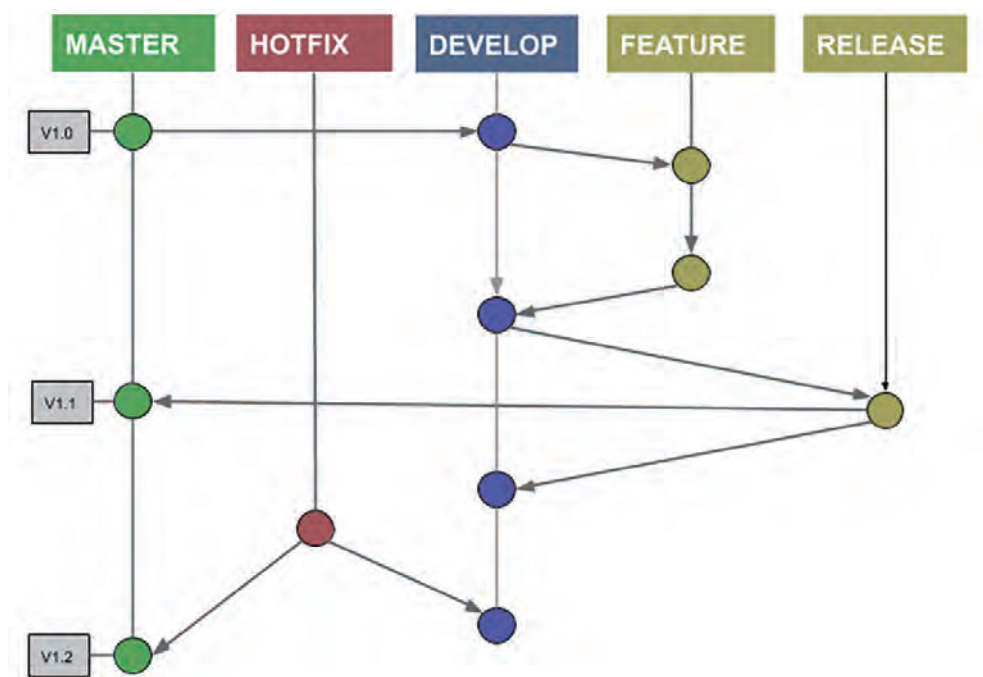 MASTER
HOTFIX
DEVELOP
FEATURE
RELEASE
V1.0
V1.1
V1.2